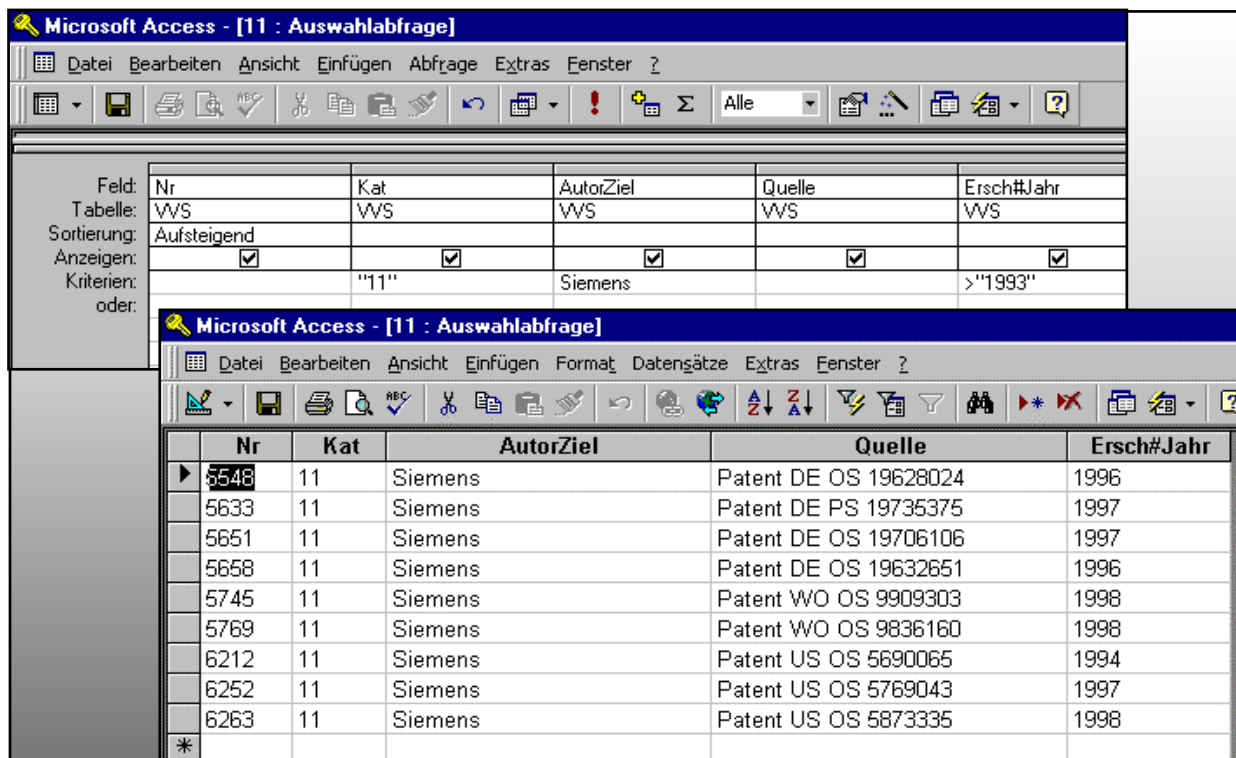 Microsoft Access - [11 : Auswahlabfrage]
Datei Bearbeiten Ansicht Einfügen Abfrage Extras Fenster ?
ABC Alle
Feld: Nr Kat AutorZiel Quelle Ersch#Jahr
Tabelle: VVS VVS VVS VVS VVS
Sortierung: Aufsteigend
Anzeigen:
Kriterien: "11" Siemens >"1993"
oder:
Microsoft Access - [11 : Auswahlabfrage]
Datei Bearbeiten Ansicht Einfügen Format Datensätze Extras Fenster ?
ABC A Z Z A
Nr Kat AutorZiel Quelle Ersch#Jahr
5548 11 Siemens Patent DE OS 19628024 1996
5633 11 Siemens Patent DE PS 19735375 1997
5651 11 Siemens Patent DE OS 19706106 1997
5658 11 Siemens Patent DE OS 19632651 1996
5745 11 Siemens Patent WO OS 9909303 1998
5769 11 Siemens Patent WO OS 9836160 1998
6212 11 Siemens Patent US OS 5690065 1994
6252 11 Siemens Patent US OS 5769043 1997
6263 11 Siemens Patent US OS 5873335 1998